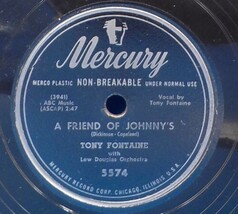 Mercury
MERCO PLASTIC NON-BREAKABLE UNDER NORMAL USE
(3941)
ABC Music
(ASCAP) 2.47
Vocal by
Tony Fontaine
A FRIEND OF JOHNNY'S
(Dickinson-Copeland)
TONY FONTAINE
with
Lew Douglas Orchestra
5574
MERCURY RECORD CORP. CHICAGO, ILLINOIS U.S.A.